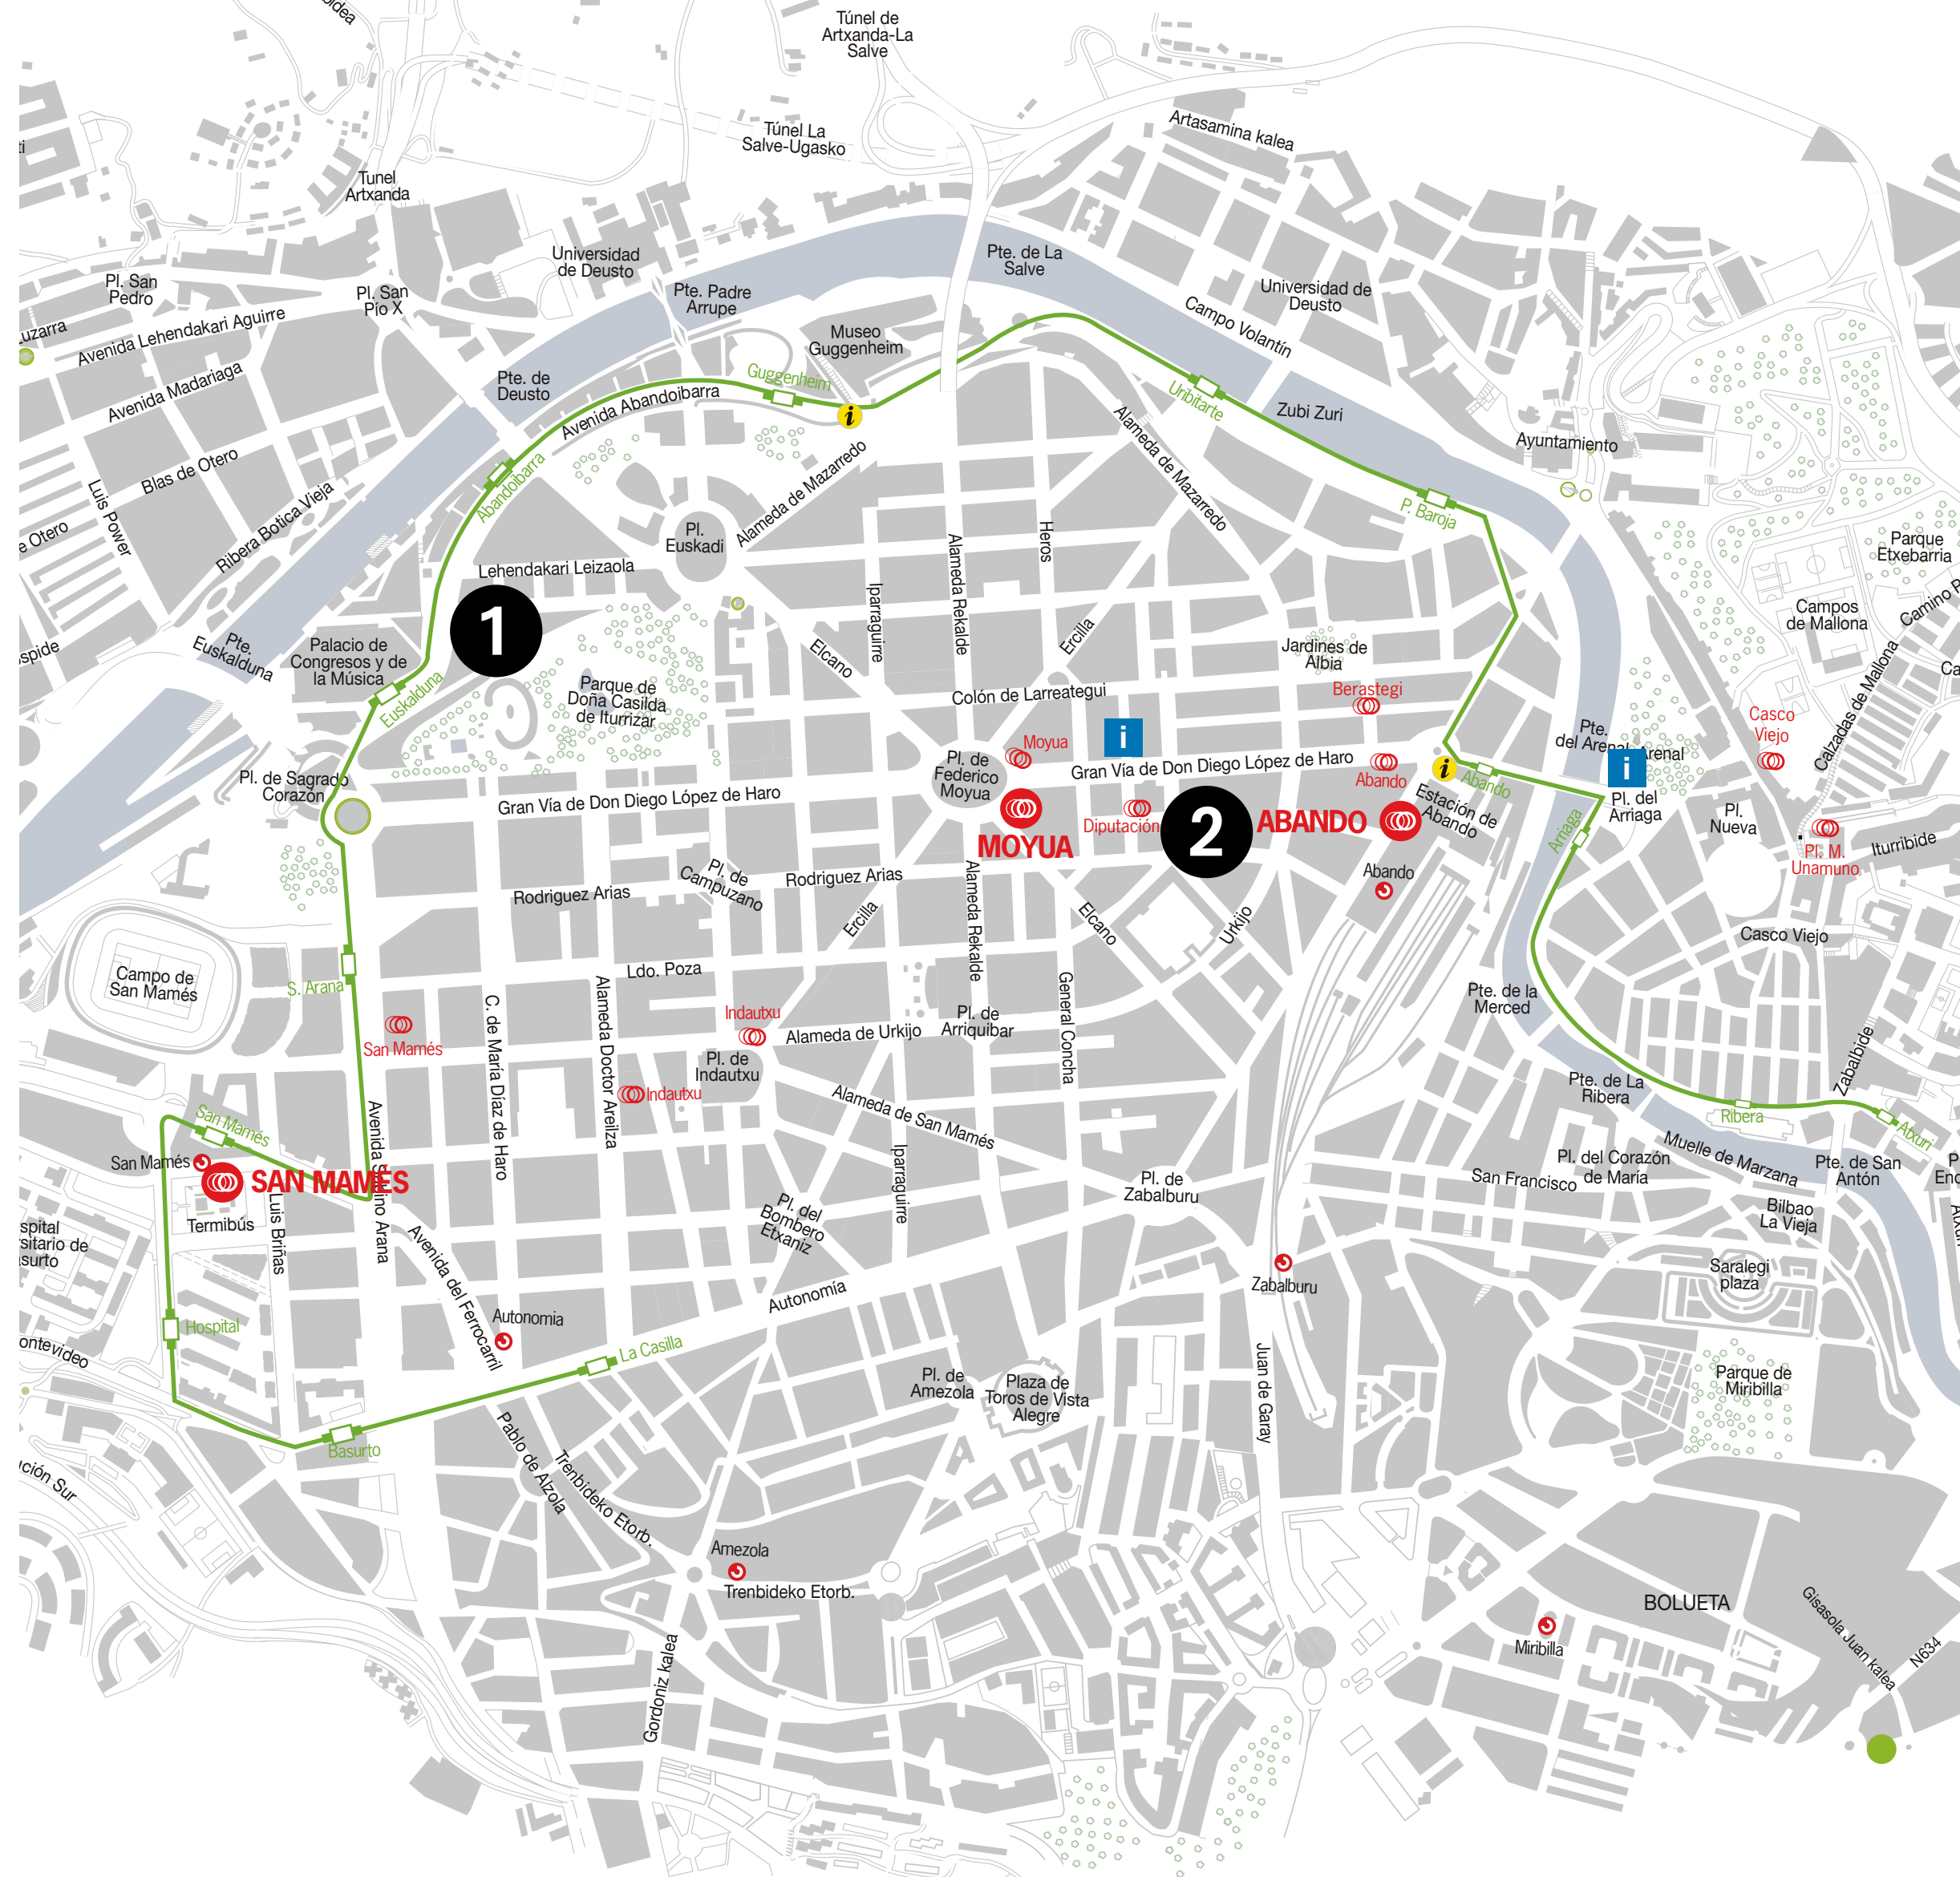 Túnel de
Artxanda-La
Salve
Túnel La
Salve-Ugasko
Artasamina kalea
Tunel
Artxanda
Universidad
de Deusto
Pte. de La
Salve
Pl. San
Pedro
Pl. San
Pío X
Pte. Padre
Arrupe
Universidad de
Deusto
Campo Volantín
Avenida Lehendakari Aguirre
Museo
Guggenheim
Guggenheim
Avenida Madariaga
Pte. de
Deusto
Avenida Abandoibarra
i
Uribitarte
Zubi Zuri
Ayuntamiento
Alameda de Mazarredo
Alameda de Mazarredo
Blas de Otero
Luis Power
Ribera Botica Vieja
Abandoibarra
P. Baroja
e Otero
Pl.
Euskadi
Alameda Rekalde
Heros
Parque
Etxebarria
Lehendakari Leizaola
Iparraguirre
1
Campos
de Mallona
Pte.
Euskalduna
Palacio de
Congresos y de
la Música
Euskalduna
Elcano
Ercilla
Jardines de
Albia
Berastegi
Parque de
Doña Casilda
de Iturrizar
Colón de Larreategui
Calzadas de Mallona
Casco
Viejo
Pte.
del Arenal
Arenal
i
Moyua
i
Pl. de
Federico
Moyua
Gran Vía de Don Diego López de Haro
Abando
i
Abando
Pl. de Sagrado
Corazón
Gran Vía de Don Diego López de Haro
Estación de
Abando
Pl. del
Arriaga
Arriaga
Pl.
Nueva
MOYUA
Diputación
2
ABANDO
Pl. M.
Unamuno
Iturribide
Abando
Rodriguez Arias
Pl. de
Campuzano
Rodriguez Arias
Ercilla
Alameda Rekalde
Elcano
Urkijo
Casco Viejo
Campo de
San Mamés
S. Arana
Ldo. Poza
Pte. de la
Merced
San Mamés
C. de María Díaz de Haro
Alameda Doctor Areilza
Indautxu
Alameda de Urkijo
Pl. de
Arriquibar
General Concha
Pl. de
Indautxu
Indautxu
Zabalbide
Pte. de La
Ribera
Ribera
Atxuri
Alameda de San Mamés
San Mamés
San Mamés
SAN MAMÉS
Avenida Sabino Arana
Termibús
Luis Briñas
Iparraguirre
Pl. de
Zabalburu
San Francisco
Pl. del Corazón
de María
Muelle de Marzana
Pte. de San
Antón
Bilbao
La Vieja
Pl. del
Bombero
Etxaniz
Avenida del Ferrocarril
Saralegi
plaza
Zabalburu
Autonomía
Autonomia
Hospital
La Casilla
Juan de Garay
Pl. de
Amezola
Plaza de
Toros de Vista
Alegre
Parque de
Miribilla
Basurto
Pablo de Alzola
Trenbideko Etorb.
Amezola
Trenbideko Etorb.
BOLUETA
Miribilla
Gisasola Juan kalea
N634
Gordoniz kalea